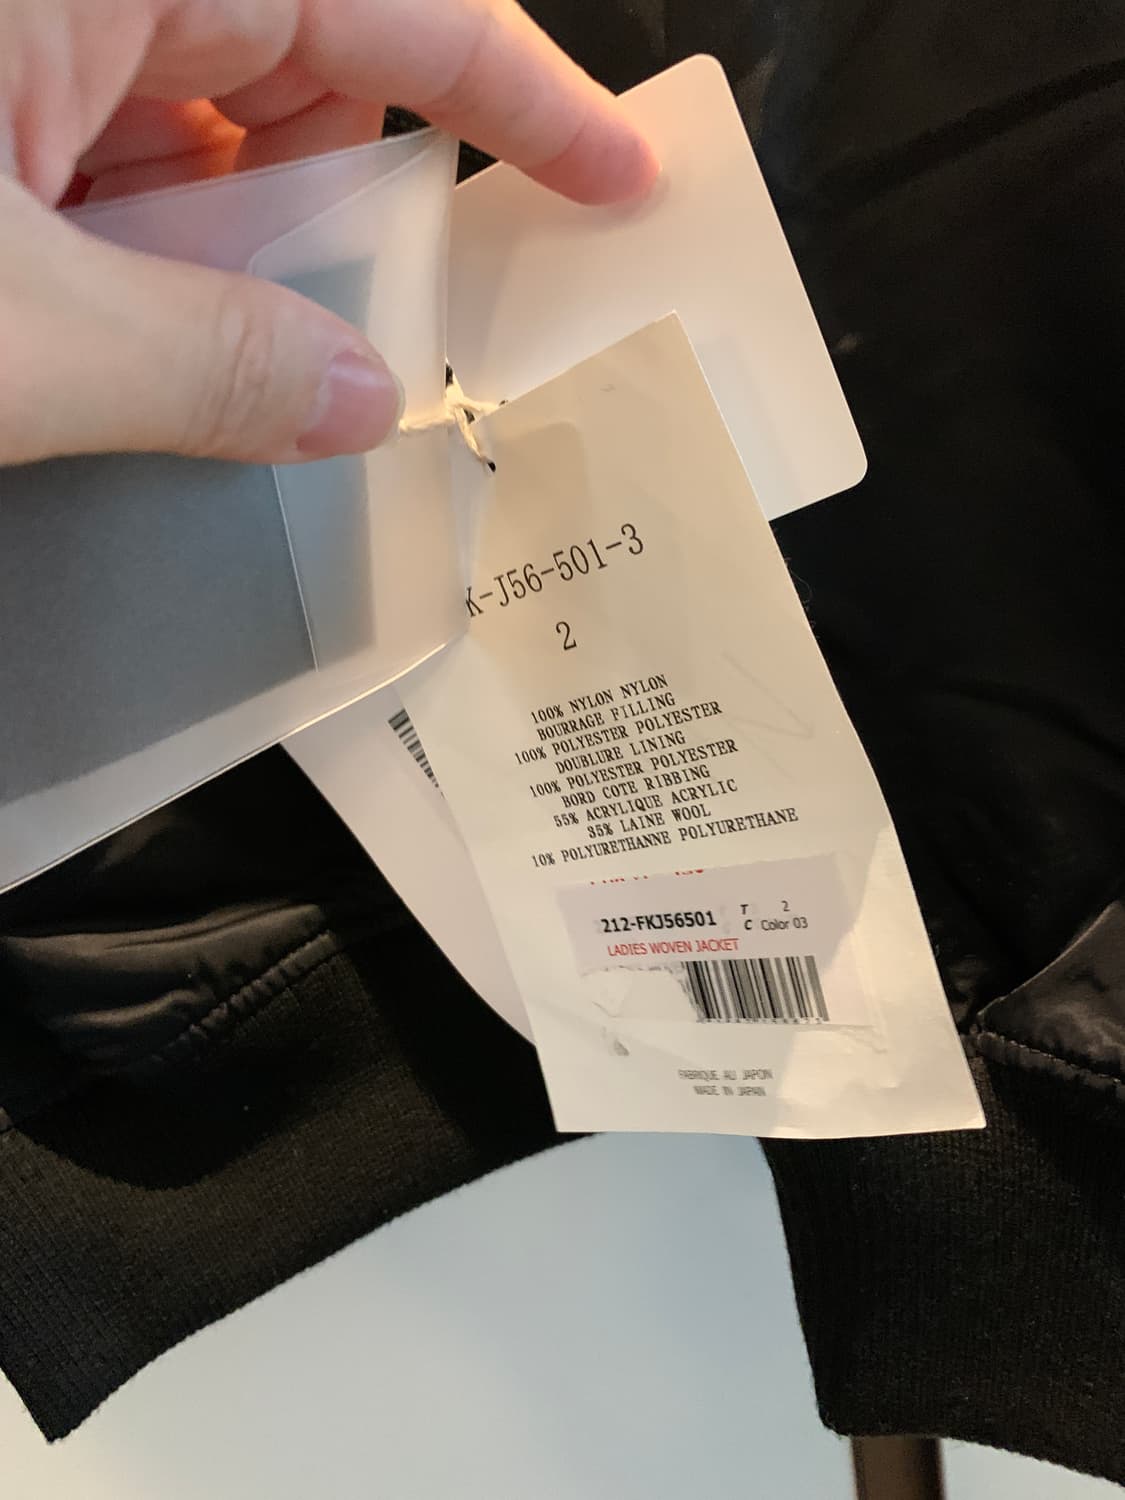 K-J56-501-3
2
100% NYLON NYLON
BOURRAGE FILLING
100% POLYESTER POLYESTER
DOUBLURE LINING
100% POLYESTER POLYESTER
BORD COTE RIBBING
55% ACRYLIQUE ACRYLIC
35% LAINE WOOL
10% POLYURETHANNE POLYURETHANE
212-FKJ56501 T 2
C Color 03
LADIES WOVEN JACKET
FABRIQUE AU JAPON
MADE IN JAPAN